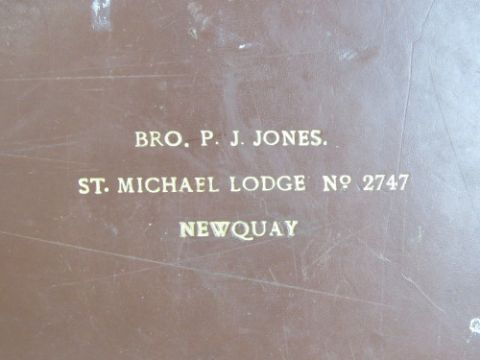 BRO. P. J. JONES.
ST. MICHAEL LODGE Nº 2747
NEWQUAY